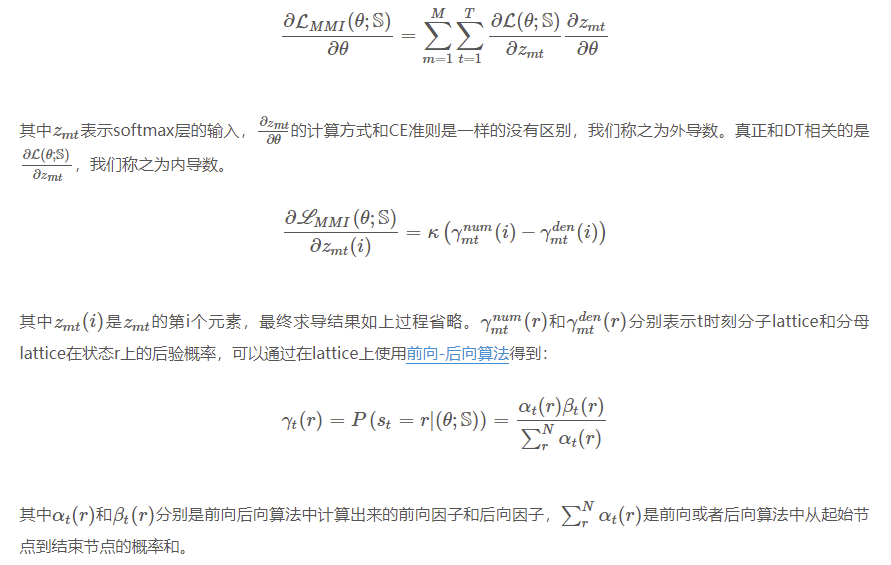 $$\frac{\partial \mathcal{L}_{MMI}(\theta;\mathbb{S})}{\partial \theta} = \sum_{m=1}^{M}\sum_{t=1}^{T}\frac{\partial \mathcal{L}(\theta;\mathbb{S})}{\partial z_{mt}}\frac{\partial z_{mt}}{\partial \theta}$$
其中$z_{mt}$表示softmax层的输入，$\frac{\partial z_{mt}}{\partial \theta}$的计算方式和CE准则是一样的没有区别，我们称之为外导数。真正和DT相关的是
$\frac{\partial \mathcal{L}(\theta;\mathbb{S})}{\partial z_{mt}}$，我们称之为内导数。
$$\frac{\partial \mathscr{L}_{MMI}(\theta;\mathbb{S})}{\partial z_{mt}(i)} = \kappa\left(\gamma_{mt}^{num}(i) - \gamma_{mt}^{den}(i)\right)$$
其中$z_{mt}(i)$是$z_{mt}$的第i个元素，最终求导结果如上过程省略。$\gamma_{mt}^{num}(r)$和$\gamma_{mt}^{den}(r)$分别表示t时刻分子lattice和分母
lattice在状态r上的后验概率，可以通过在lattice上使用前向-后向算法得到：
$$\gamma_t(r) = P(s_t = r|(\theta;\mathbb{S})) = \frac{\alpha_t(r)\beta_t(r)}{\sum_r^N \alpha_t(r)}$$
其中$\alpha_t(r)$和$\beta_t(r)$分别是前向后向算法中计算出来的前向因子和后向因子，$\sum_r^N \alpha_t(r)$是前向或者后向算法中从起始节
点到结束节点的概率和。